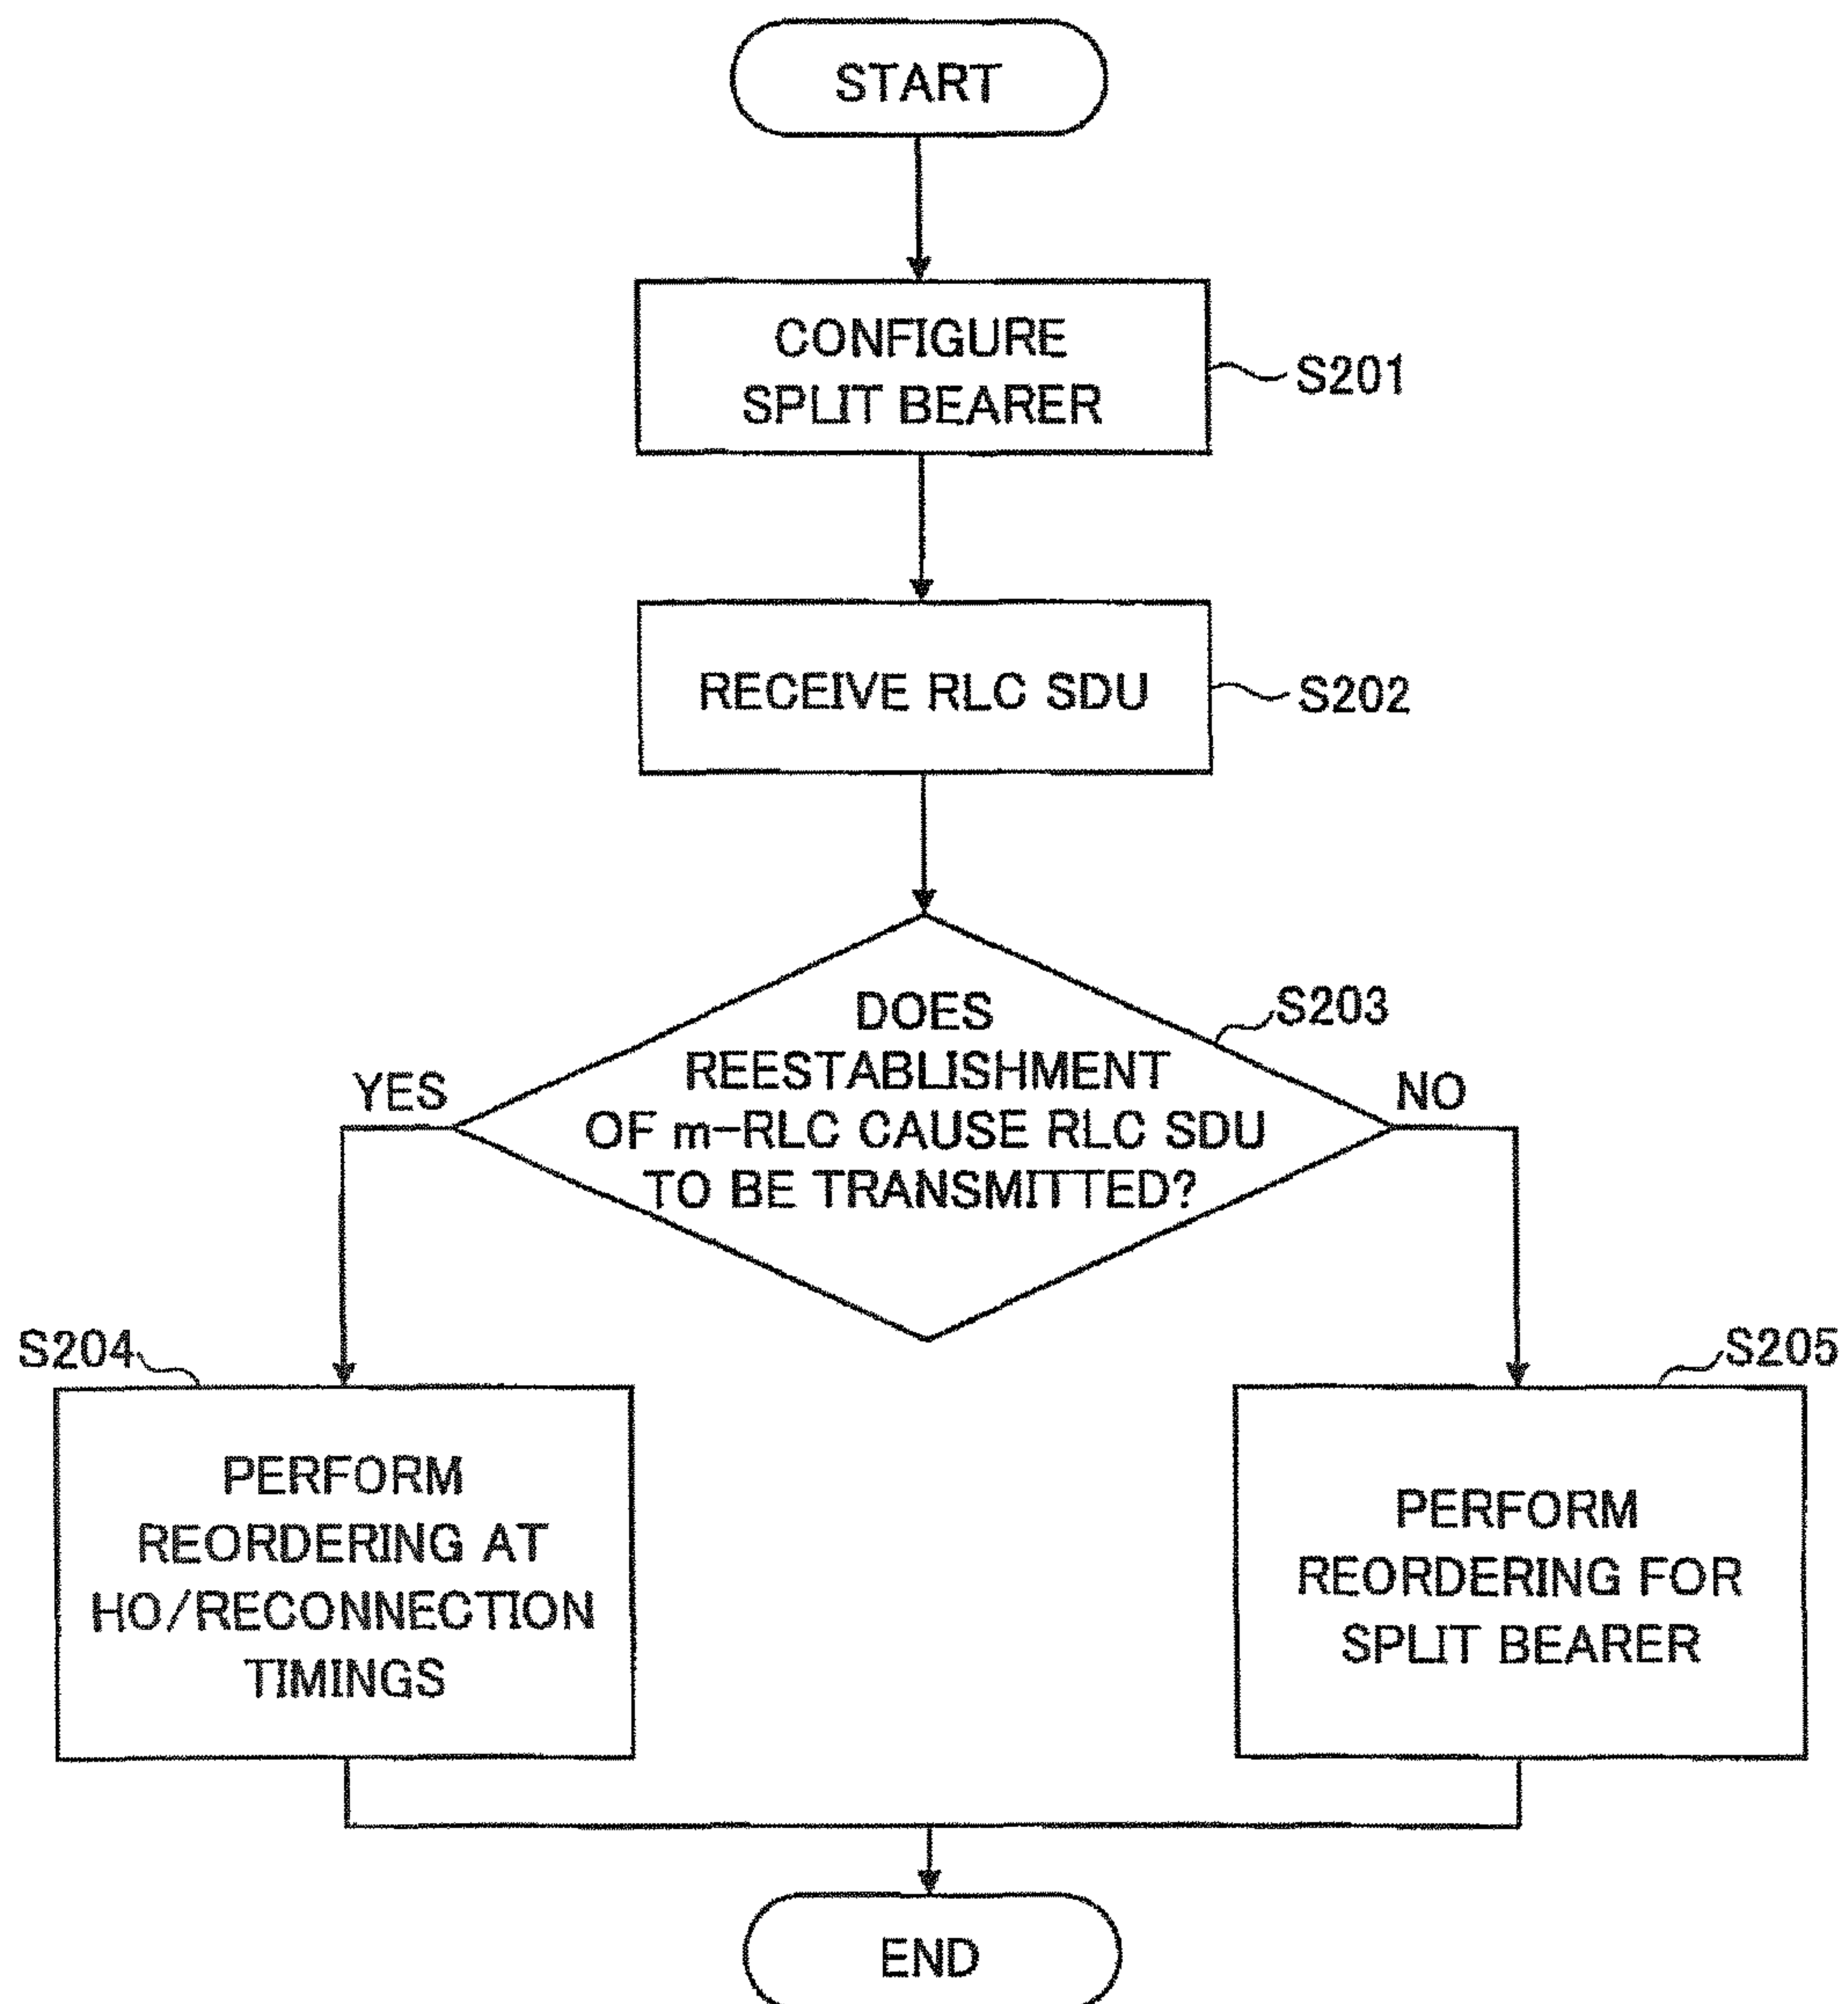 START
CONFIGURE
SPLIT BEARER
S201
RECEIVE RLC SDU
S202
DOES
REESTABLISHMENT
OF m-RLC CAUSE RLC SDU
TO BE TRANSMITTED?
S203
YES
NO
S204
PERFORM
REORDERING AT
HO/RECONNECTION
TIMINGS
S205
PERFORM
REORDERING FOR
SPLIT BEARER
END